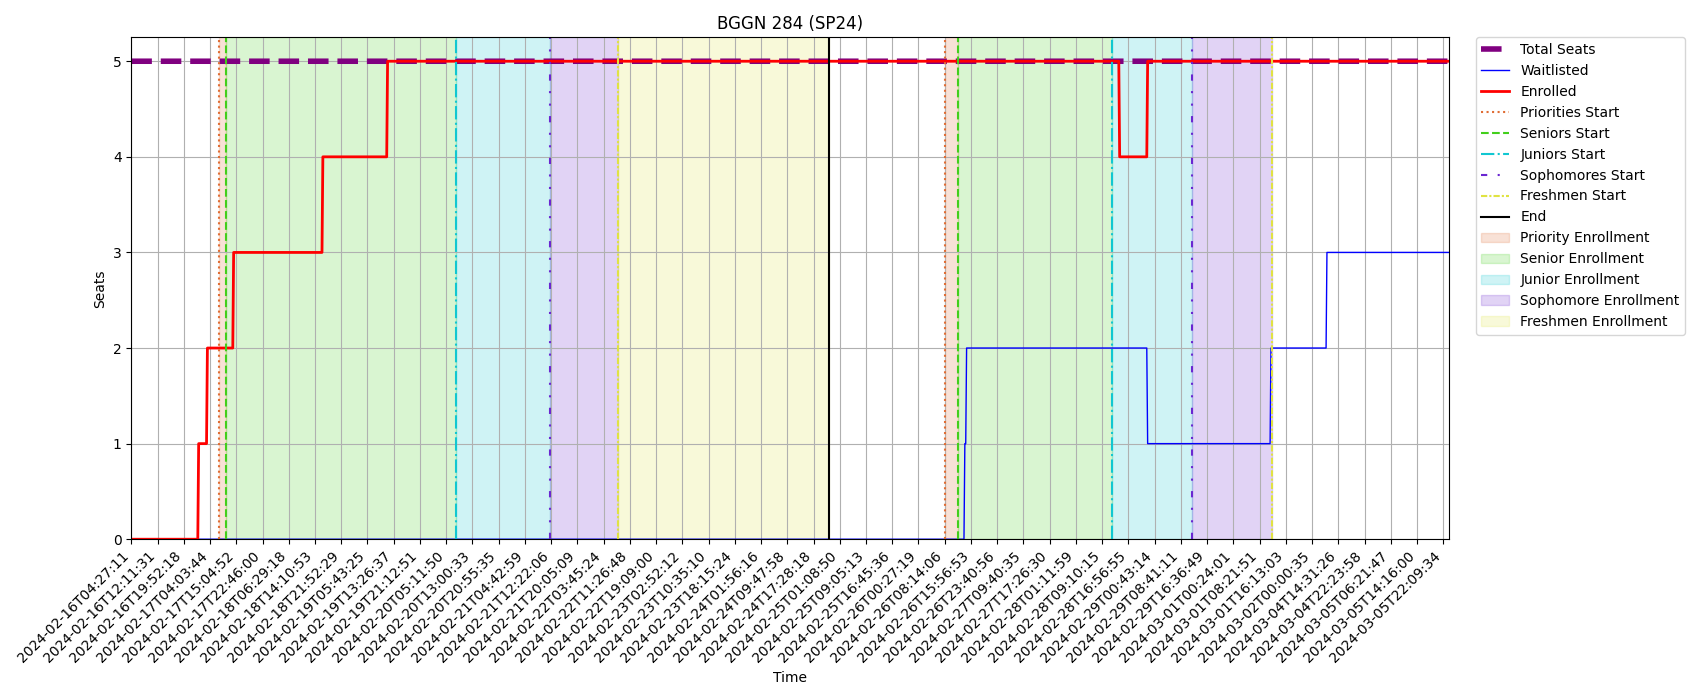 BGGN 284 (SP24)
Seats
5
4
3
2
1
0
2024-02-16T04:27:11
2024-02-16T12:11:31
2024-02-16T19:52:18
2024-02-17T04:03:44
2024-02-17T15:04:52
2024-02-17T22:46:00
2024-02-18T06:29:18
2024-02-18T14:10:53
2024-02-18T21:52:29
2024-02-19T05:43:25
2024-02-19T13:26:37
2024-02-19T21:12:51
2024-02-20T05:11:50
2024-02-20T13:00:33
2024-02-20T20:55:35
2024-02-21T04:42:59
2024-02-21T12:22:06
2024-02-21T20:05:09
2024-02-22T03:45:24
2024-02-22T11:26:48
2024-02-22T19:09:00
2024-02-23T02:52:12
2024-02-23T10:35:10
2024-02-23T18:15:24
2024-02-24T01:56:16
2024-02-24T09:47:58
2024-02-24T17:28:18
2024-02-25T01:08:50
2024-02-25T09:05:13
2024-02-25T16:45:36
2024-02-26T00:27:19
2024-02-26T08:14:06
2024-02-26T15:56:53
2024-02-26T23:40:56
2024-02-27T09:40:35
2024-02-27T17:26:30
2024-02-28T01:11:59
2024-02-28T09:10:15
2024-02-28T16:56:55
2024-02-29T00:43:14
2024-02-29T08:41:11
2024-02-29T16:36:49
2024-03-01T00:24:01
2024-03-01T08:21:51
2024-03-01T16:13:03
2024-03-02T00:00:35
2024-03-04T14:31:26
2024-03-04T22:23:58
2024-03-05T06:21:47
2024-03-05T14:16:00
2024-03-05T22:09:34
Time
Total Seats
Waitlisted
Enrolled
Priorities Start
Seniors Start
Juniors Start
Sophomores Start
Freshmen Start
End
Priority Enrollment
Senior Enrollment
Junior Enrollment
Sophomore Enrollment
Freshmen Enrollment